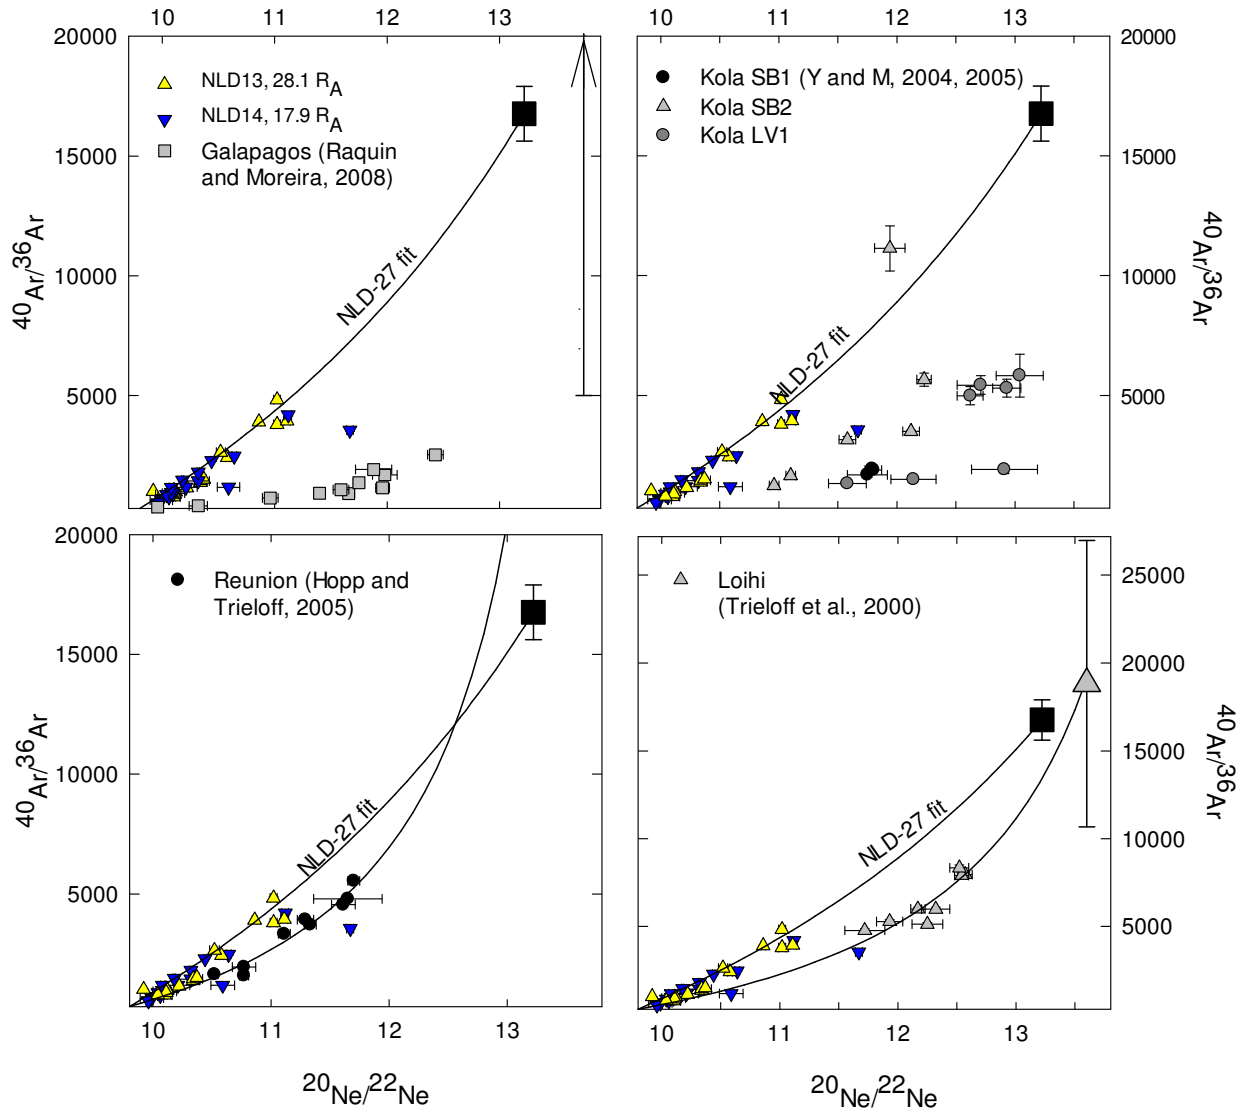 10 11 12 13
10 11 12 13
20000
15000
10000
5000
40Ar/36Ar
NLD13, 28.1 RA
NLD14, 17.9 RA
Galapagos (Raquin
and Moreira, 2008)
NLD-27 fit
Kola SB1 (Y and M, 2004, 2005)
Kola SB2
Kola LV1
NLD-27 fit
20000
15000
10000
5000
40Ar/36Ar
20000
15000
10000
5000
40Ar/36Ar
Reunion (Hopp and
Trieloff, 2005)
NLD-27 fit
10 11 12 13
20Ne/22Ne
Loihi
(Trieloff et al., 2000)
NLD-27 fit
25000
20000
15000
10000
5000
40Ar/36Ar
10 11 12 13
20Ne/22Ne